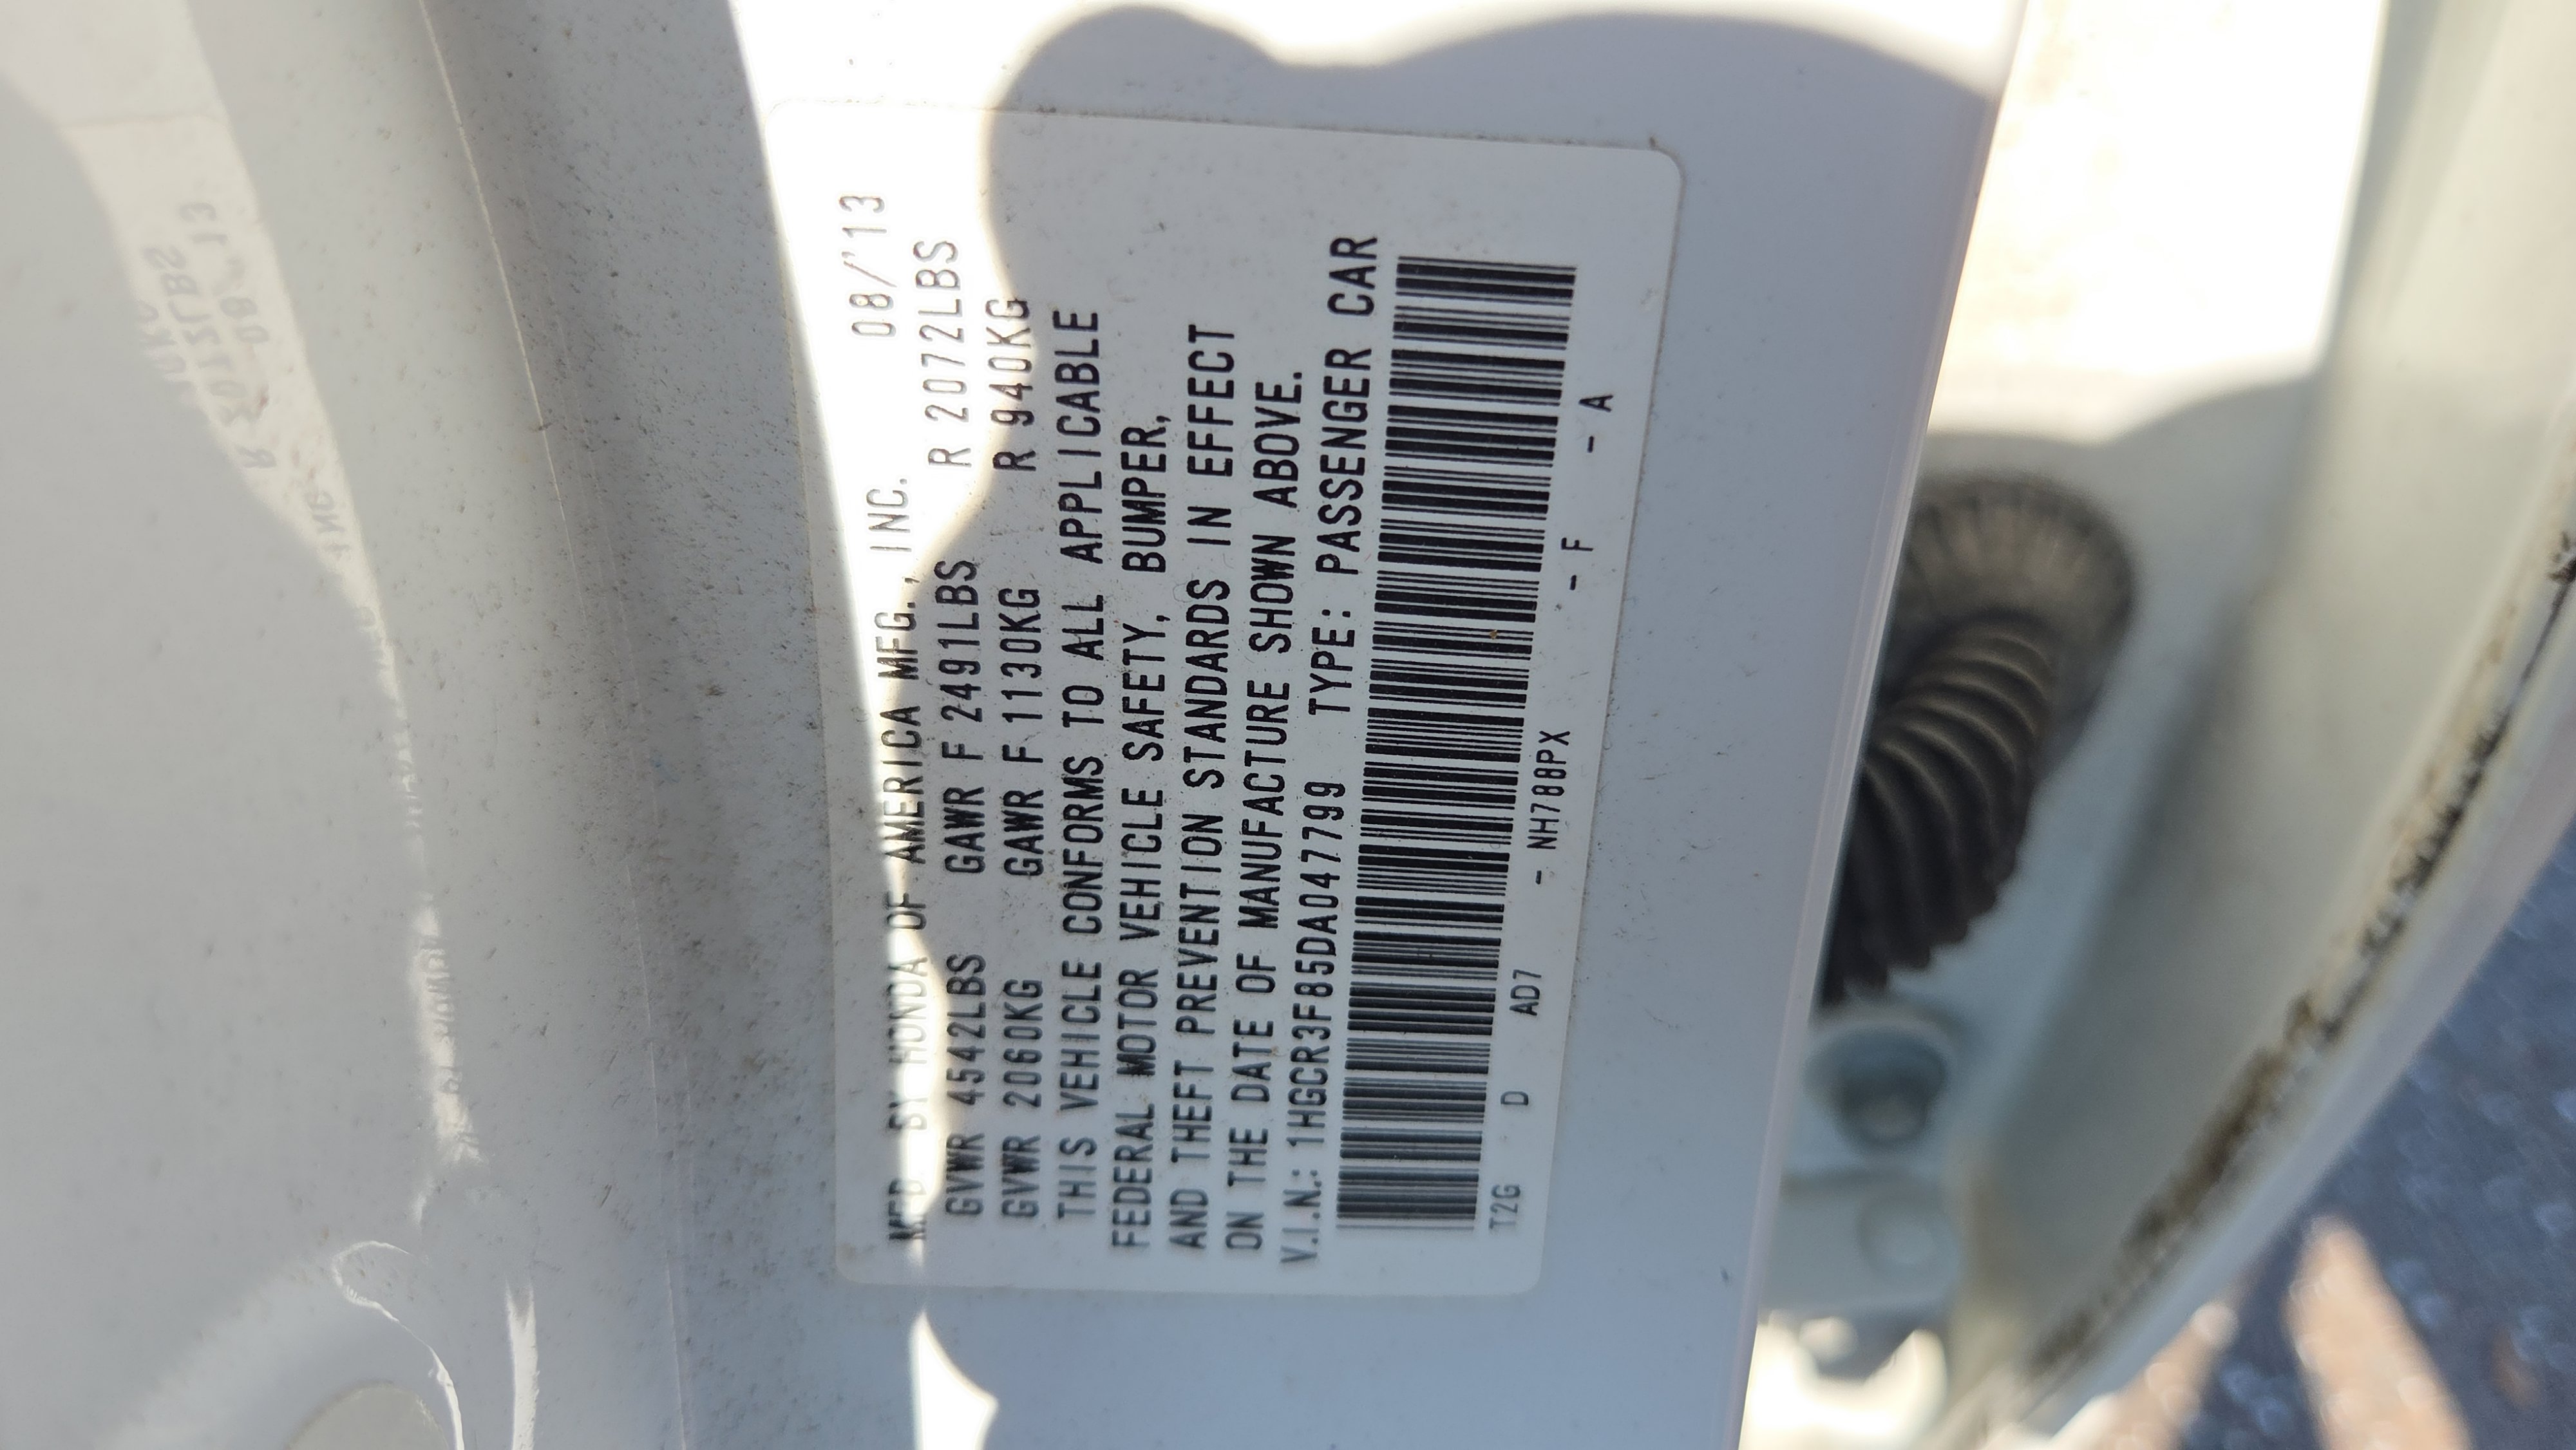 MFD. BY HONDA OF AMERICA MFG., INC. 08/'13
GVWR 4542LBS GAWR F 2491LBS R 2072LBS
GVWR 2060KG GAWR F 1130KG R 940KG
THIS VEHICLE CONFORMS TO ALL APPLICABLE
FEDERAL MOTOR VEHICLE SAFETY, BUMPER,
AND THEFT PREVENTION STANDARDS IN EFFECT
ON THE DATE OF MANUFACTURE SHOWN ABOVE.
V.I.N.: 1HGCR3F85DA047799 TYPE: PASSENGER CAR
T2G - D AD7 - NH788PX - F - A